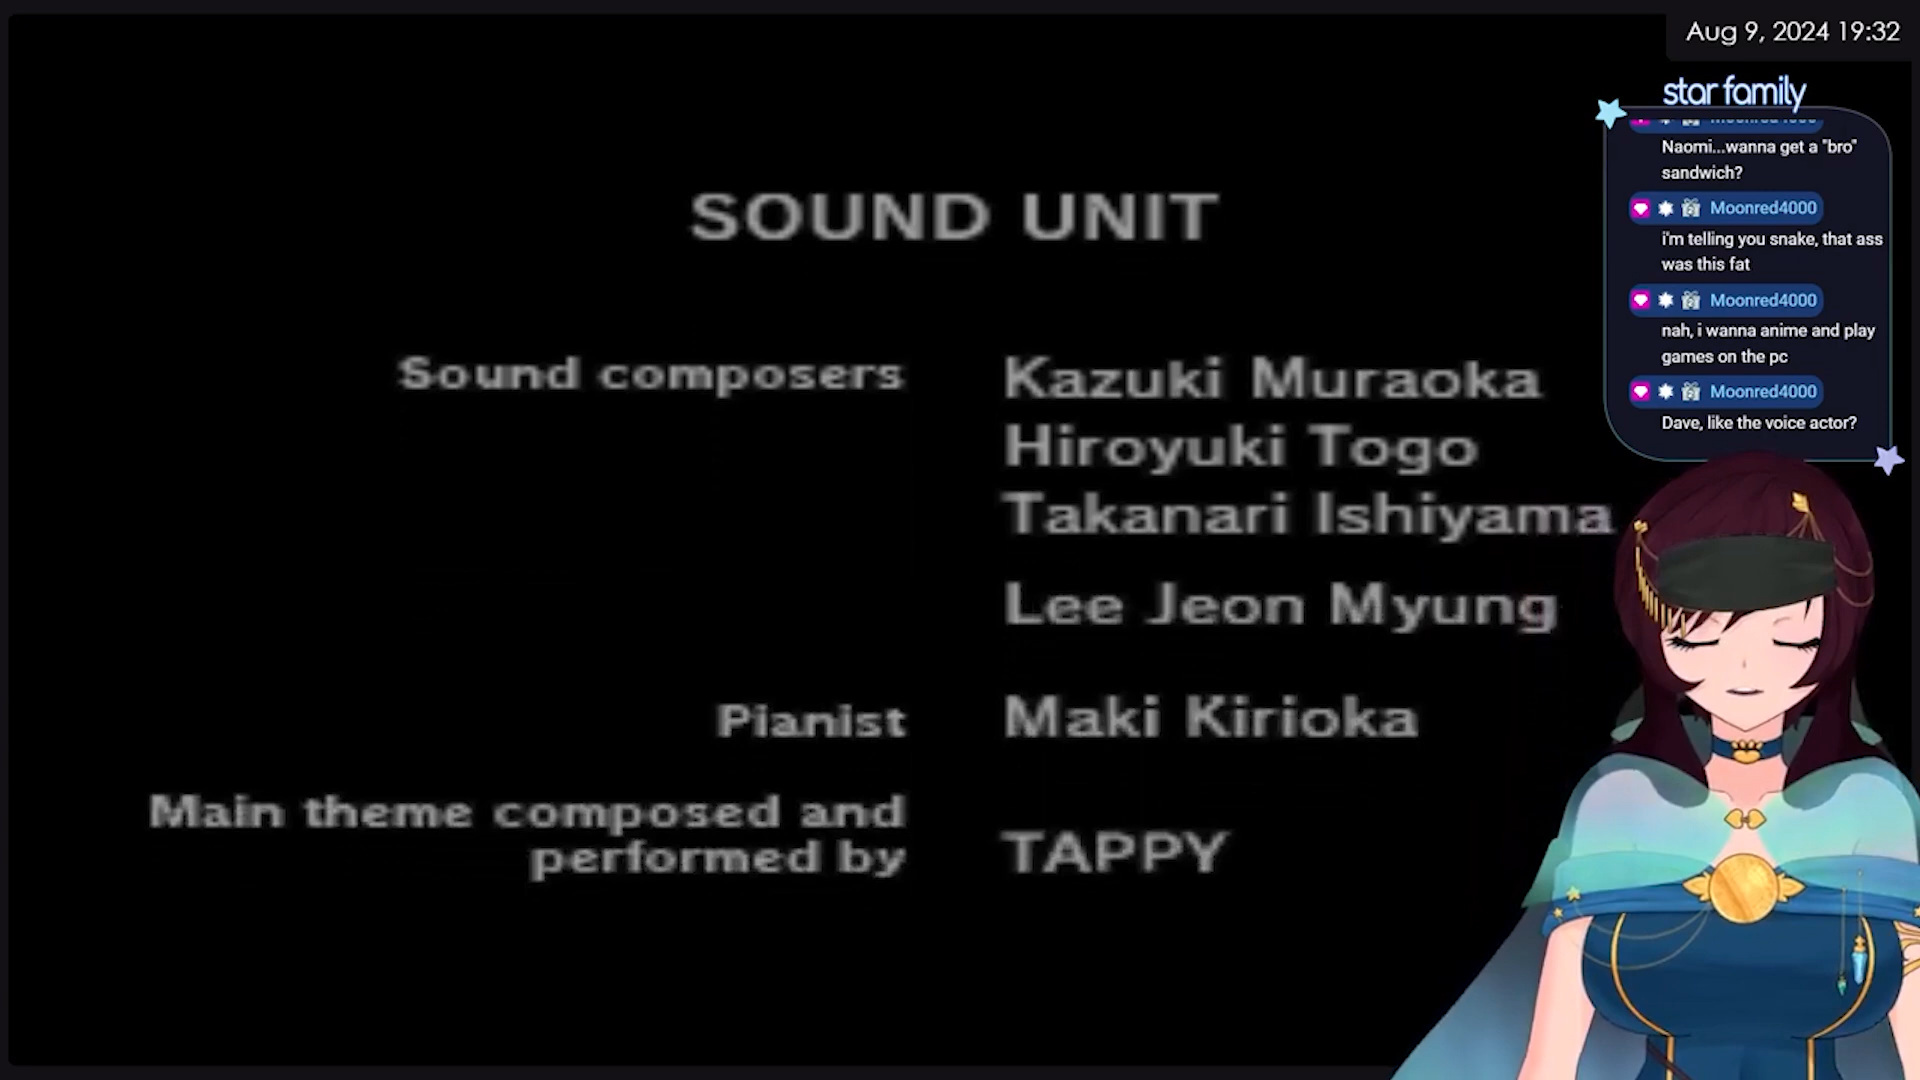 Aug 9, 2024 19:32
star family
Naomi...wanna get a "bro"
sandwich?
Moonred4000
i'm telling you snake, that ass
was this fat
Moonred4000
nah, i wanna anime and play
games on the pc
Moonred4000
Dave, like the voice actor?
SOUND UNIT
Sound composers Kazuki Muraoka
Hiroyuki Togo
Takanari Ishiyama
Lee Jeon Myung
Pianist Maki Kirioka
Main theme composed and
performed by TAPPY